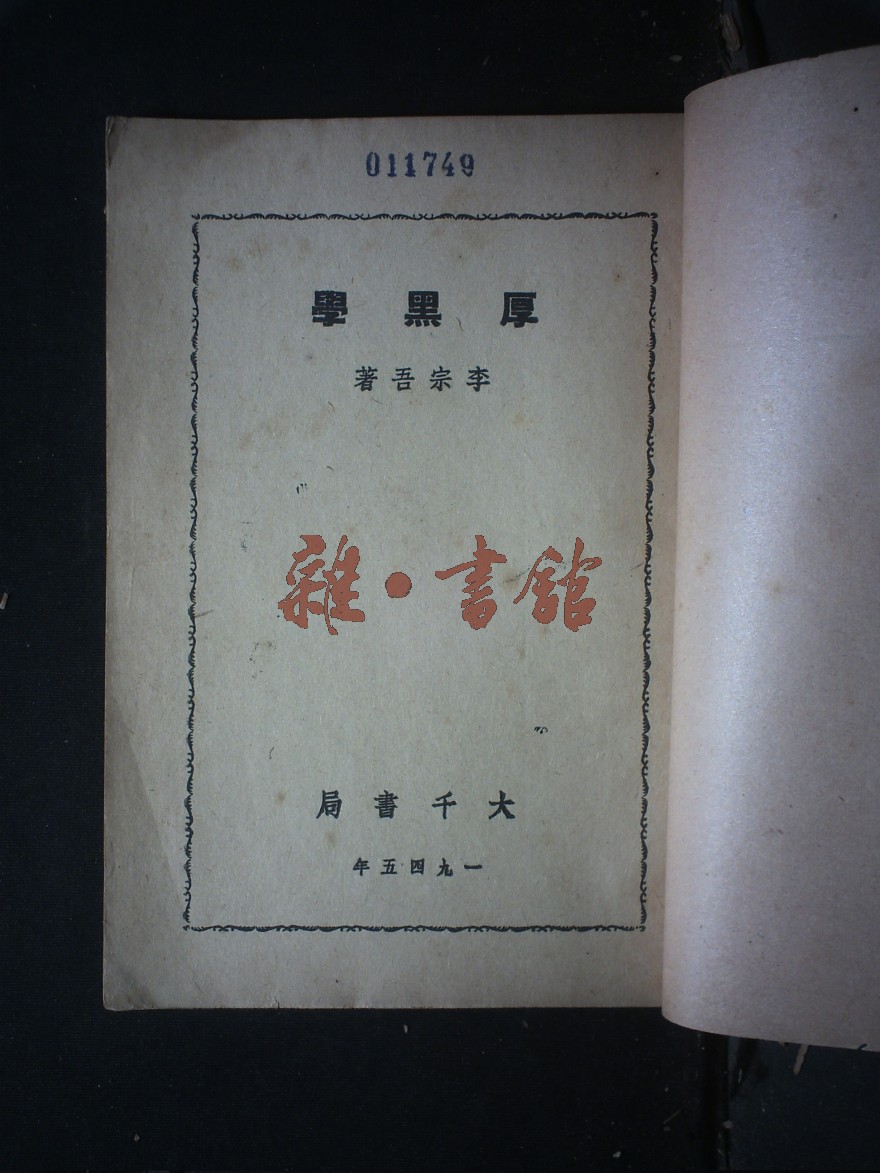 011749
厚黑學
李宗吾著
雜·書館
大千書局
一九四五年